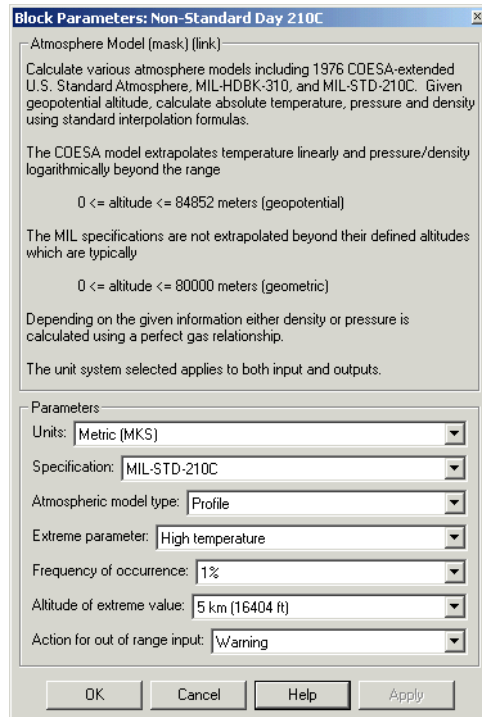 Block Parameters: Non-Standard Day 210C
Atmosphere Model (mask) (link)
Calculate various atmosphere models including 1976 COESA-extended
U.S. Standard Atmosphere, MIL-HDBK-310, and MIL-STD-210C. Given
geopotential altitude, calculate absolute temperature, pressure and density
using standard interpolation formulas.
The COESA model extrapolates temperature linearly and pressure/density
logarithmically beyond the range
0 <= altitude <= 84852 meters (geopotential)
The MIL specifications are not extrapolated beyond their defined altitudes
which are typically
0 <= altitude <= 80000 meters (geometric)
Depending on the given information either density or pressure is
calculated using a perfect gas relationship.
The unit system selected applies to both input and outputs.
Parameters
Units: Metric (MKS)
Specification: MIL-STD-210C
Atmospheric model type: Profile
Extreme parameter: High temperature
Frequency of occurrence: 1%
Altitude of extreme value: 5 km (16404 ft)
Action for out of range input: Warning
OK Cancel Help Apply